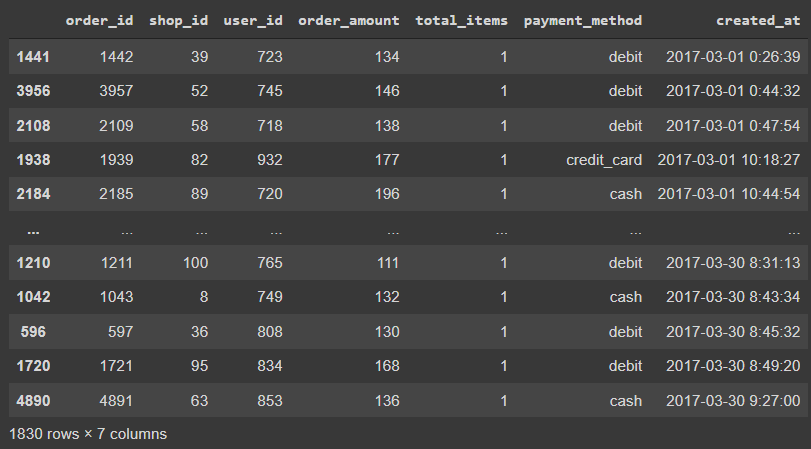 order_id shop_id user_id order_amount total_items payment_method created_at
1441 1442 39 723 134 1 debit 2017-03-01 0:26:39
3956 3957 52 745 146 1 debit 2017-03-01 0:44:32
2108 2109 58 718 138 1 debit 2017-03-01 0:47:54
1938 1939 82 932 177 1 credit_card 2017-03-01 10:18:27
2184 2185 89 720 196 1 cash 2017-03-01 10:44:54
... ... ... ... ... ... ... ...
1210 1211 100 765 111 1 debit 2017-03-30 8:31:13
1042 1043 8 749 132 1 cash 2017-03-30 8:43:34
596 597 36 808 130 1 debit 2017-03-30 8:45:32
1720 1721 95 834 168 1 debit 2017-03-30 8:49:20
4890 4891 63 853 136 1 cash 2017-03-30 9:27:00
1830 rows × 7 columns